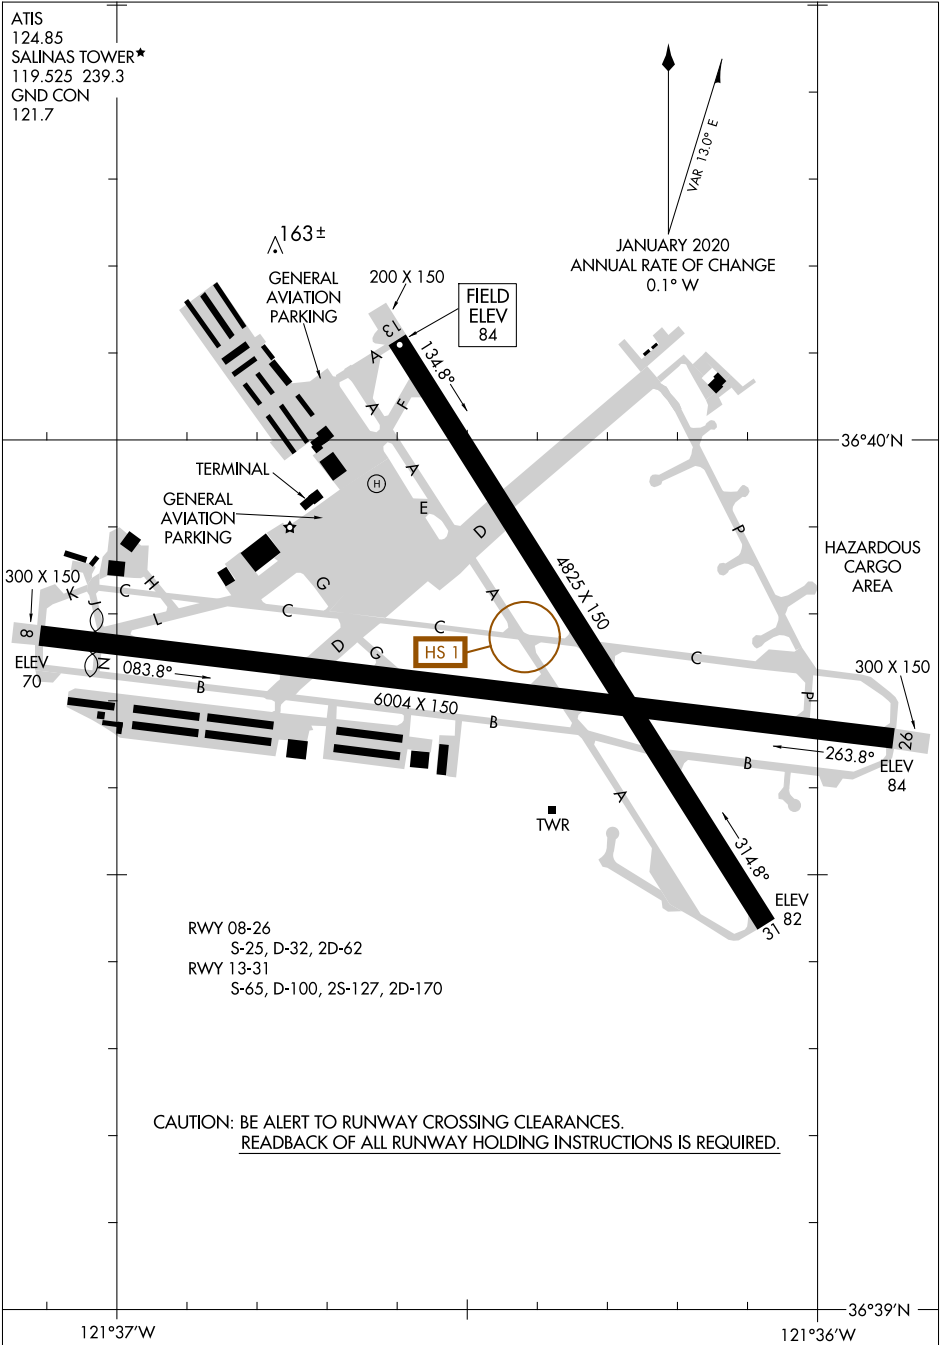 ATIS
124.85
SALINAS TOWER★
119.525 239.3
GND CON
121.7
VAR 13.0° E
JANUARY 2020
ANNUAL RATE OF CHANGE
0.1° W
163±
GENERAL
AVIATION
PARKING
200 X 150
FIELD
ELEV
84
13
134.8°
A
A
F
A
E
D
A
36°40'N
TERMINAL
GENERAL
AVIATION
PARKING
H
P
HAZARDOUS
CARGO
AREA
4825 X 150
300 X 150
K
J
C
H
L
G
C
C
D
G
HS 1
C
P
300 X 150
8
ELEV
70
N
083.8°
B
6004 X 150
B
B
263.8°
26
ELEV
84
A
TWR
314.8°
ELEV
82
31
RWY 08-26
S-25, D-32, 2D-62
RWY 13-31
S-65, D-100, 2S-127, 2D-170
CAUTION: BE ALERT TO RUNWAY CROSSING CLEARANCES.
READBACK OF ALL RUNWAY HOLDING INSTRUCTIONS IS REQUIRED.
36°39'N
121°37'W
121°36'W